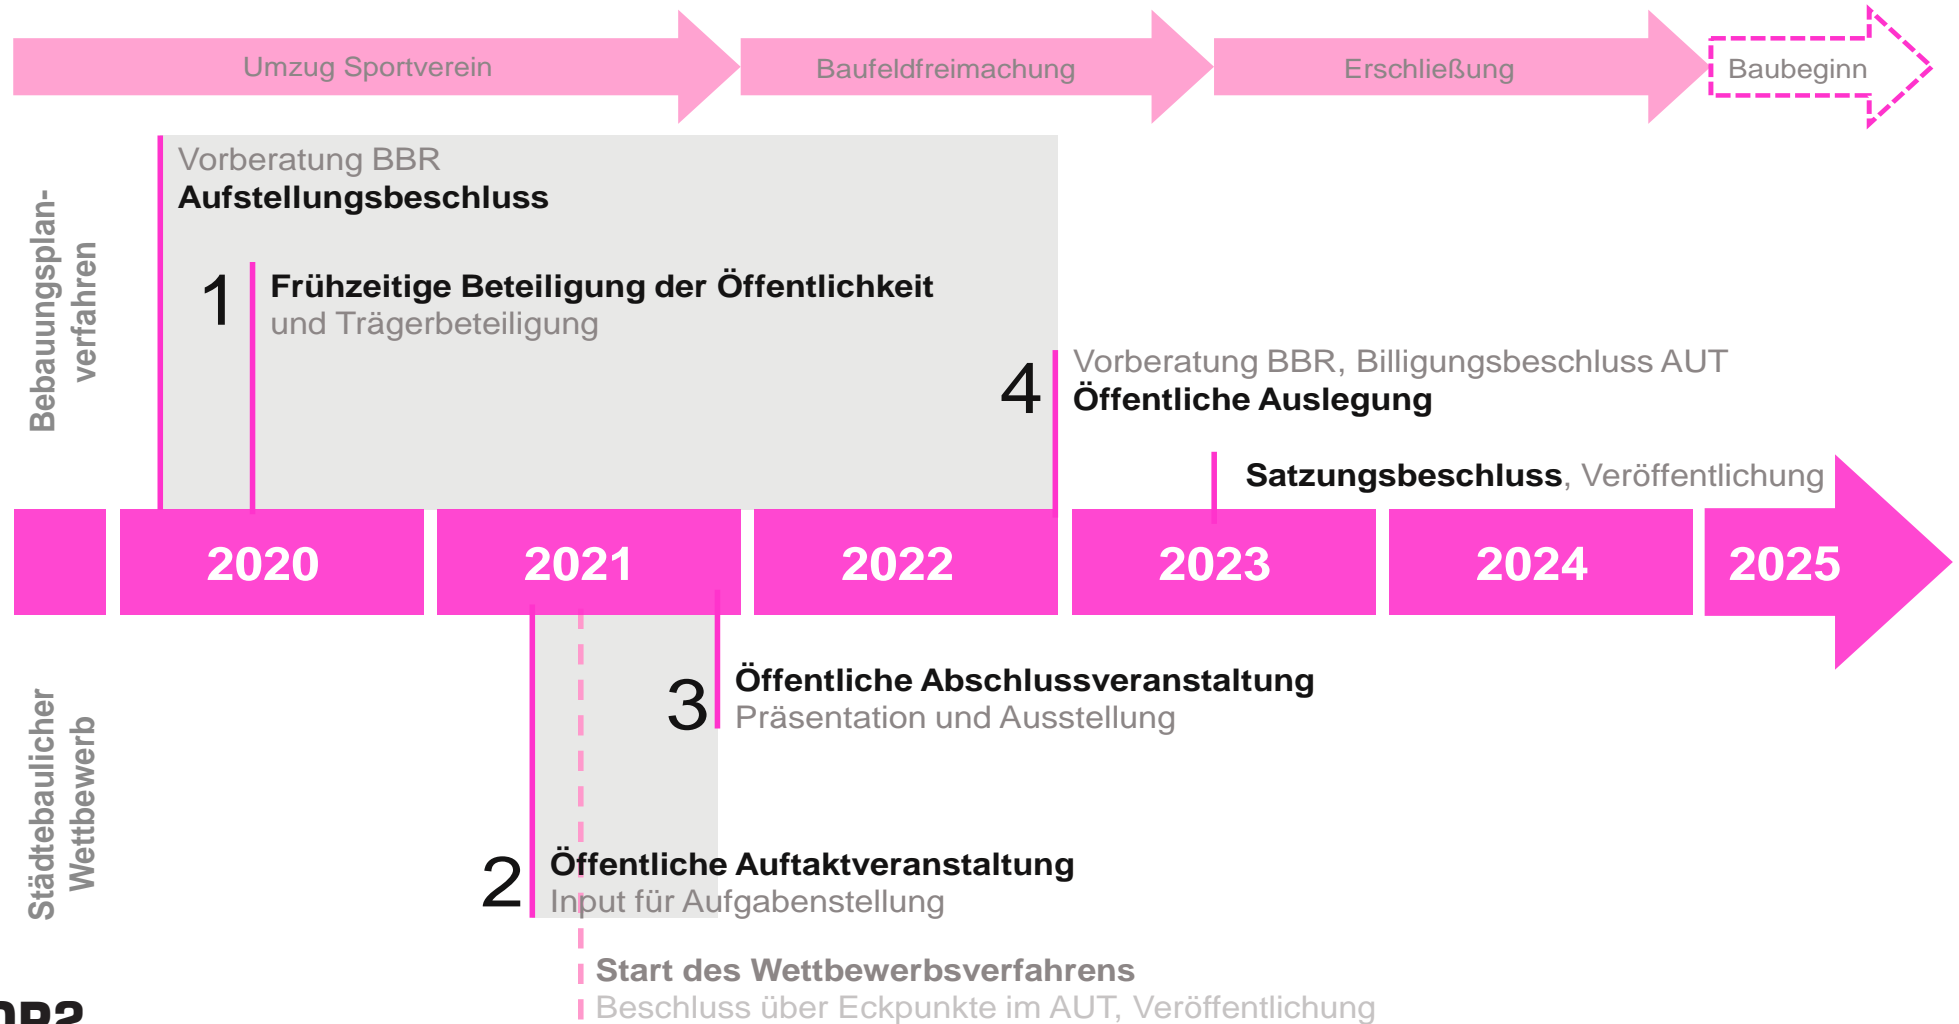 Umzug Sportverein
Baufeldfreimachung
Erschließung
Baubeginn
Bebauungsplan-
verfahren
Vorberatung BBR
Aufstellungsbeschluss
1
Frühzeitige Beteiligung der Öffentlichkeit
und Trägerbeteiligung
4
Vorberatung BBR, Billigungsbeschluss AUT
Öffentliche Auslegung
Satzungsbeschluss, Veröffentlichung
2020
2021
2022
2023
2024
2025
Städtebaulicher
Wettbewerb
3
Öffentliche Abschlussveranstaltung
Präsentation und Ausstellung
2
Öffentliche Auftaktveranstaltung
Input für Aufgabenstellung
Start des Wettbewerbsverfahrens
Beschluss über Eckpunkte im AUT, Veröffentlichung